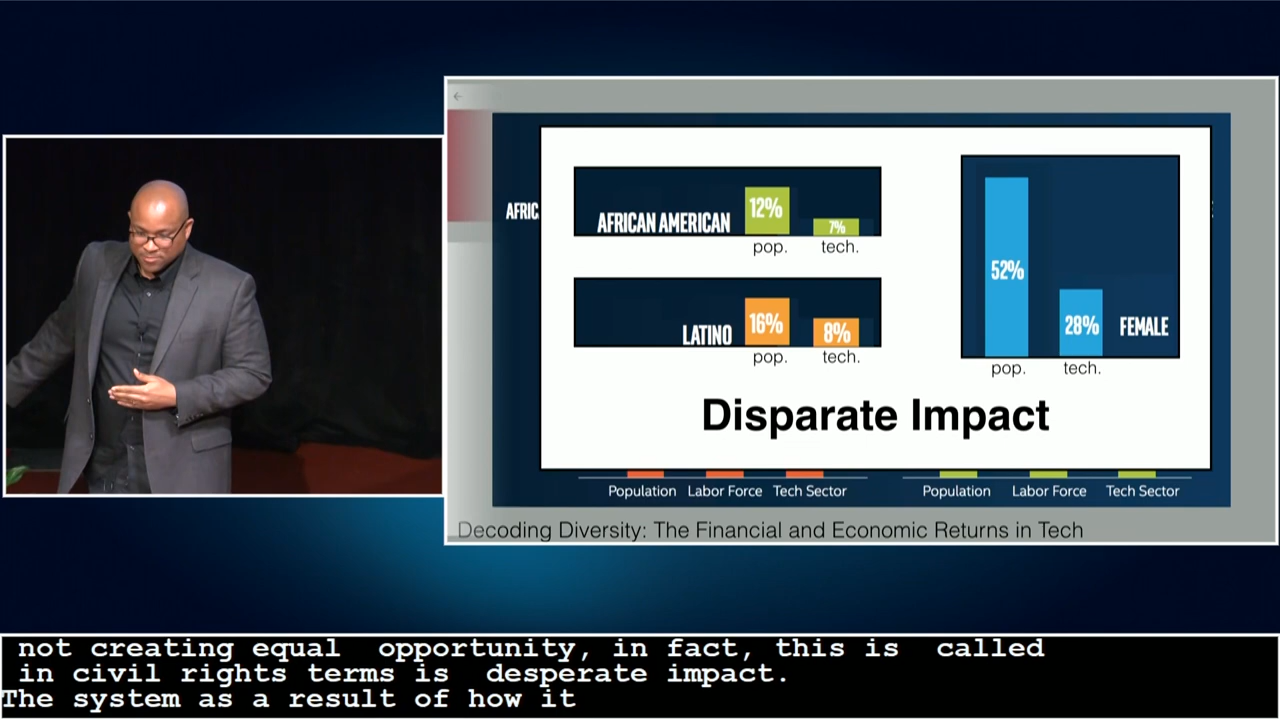 AFRIC
AFRICAN AMERICAN
12%
7%
pop.
tech.
LATINO
16%
8%
pop.
tech.
52%
28%
FEMALE
pop.
tech.
Disparate Impact
Population Labor Force Tech Sector
Population Labor Force Tech Sector
Decoding Diversity: The Financial and Economic Returns in Tech
not creating equal opportunity, in fact, this is called
in civil rights terms is desperate impact.
The system as a result of how it